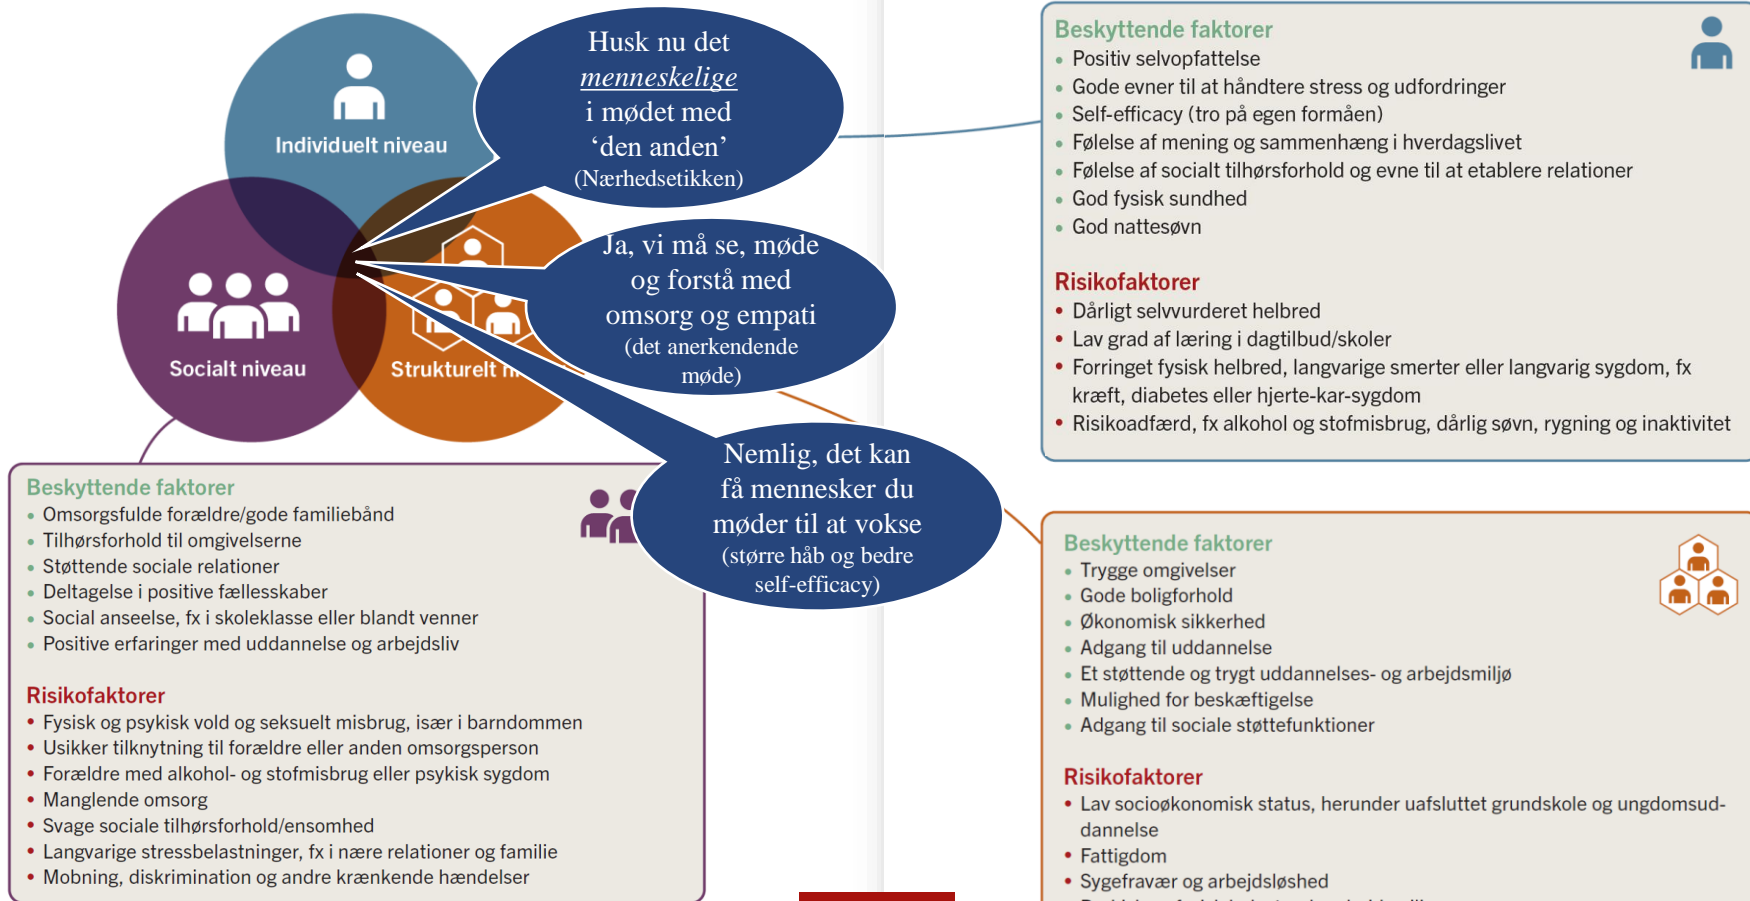 Individuelt niveau
Socialt niveau
Strukturelt
Husk nu det
menneskelige
i mødet med
‘den anden’
(Nærhedsetikken)
Ja, vi må se, møde
og forstå med
omsorg og empati
(det anerkendende
møde)
Nemlig, det kan
få mennesker du
møder til at vokse
(større håb og bedre
self-efficacy)
Beskyttende faktorer
• Positiv selvopfattelse
• Gode evner til at håndtere stress og udfordringer
• Self-efficacy (tro på egen formåen)
• Følelse af mening og sammenhæng i hverdagslivet
• Følelse af socialt tilhørsforhold og evne til at etablere relationer
• God fysisk sundhed
• God nattesøvn
Risikofaktorer
• Dårligt selvvurderet helbred
• Lav grad af læring i dagtilbud/skoler
• Forringet fysisk helbred, langvarige smerter eller langvarig sygdom, fx
kræft, diabetes eller hjerte-kar-sygdom
• Risikoadfærd, fx alkohol og stofmisbrug, dårlig søvn, rygning og inaktivitet
Beskyttende faktorer
• Omsorgsfulde forældre/gode familiebånd
• Tilhørsforhold til omgivelserne
• Støttende sociale relationer
• Deltagelse i positive fællesskaber
• Social anseelse, fx i skoleklasse eller blandt venner
• Positive erfaringer med uddannelse og arbejdsliv
Risikofaktorer
• Fysisk og psykisk vold og seksuelt misbrug, især i barndommen
• Usikker tilknytning til forældre eller anden omsorgsperson
• Forældre med alkohol- og stofmisbrug eller psykisk sygdom
• Manglende omsorg
• Svage sociale tilhørsforhold/ensomhed
• Langvarige stressbelastninger, fx i nære relationer og familie
• Mobning, diskrimination og andre krænkende hændelser
Beskyttende faktorer
• Trygge omgivelser
• Gode boligforhold
• Økonomisk sikkerhed
• Adgang til uddannelse
• Et støttende og trygt uddannelses- og arbejdsmiljø
• Mulighed for beskæftigelse
• Adgang til sociale støttefunktioner
Risikofaktorer
• Lav socioøkonomisk status, herunder uafsluttet grundskole og ungdomsud-
dannelse
• Fattigdom
• Sygefravær og arbejdsløshed